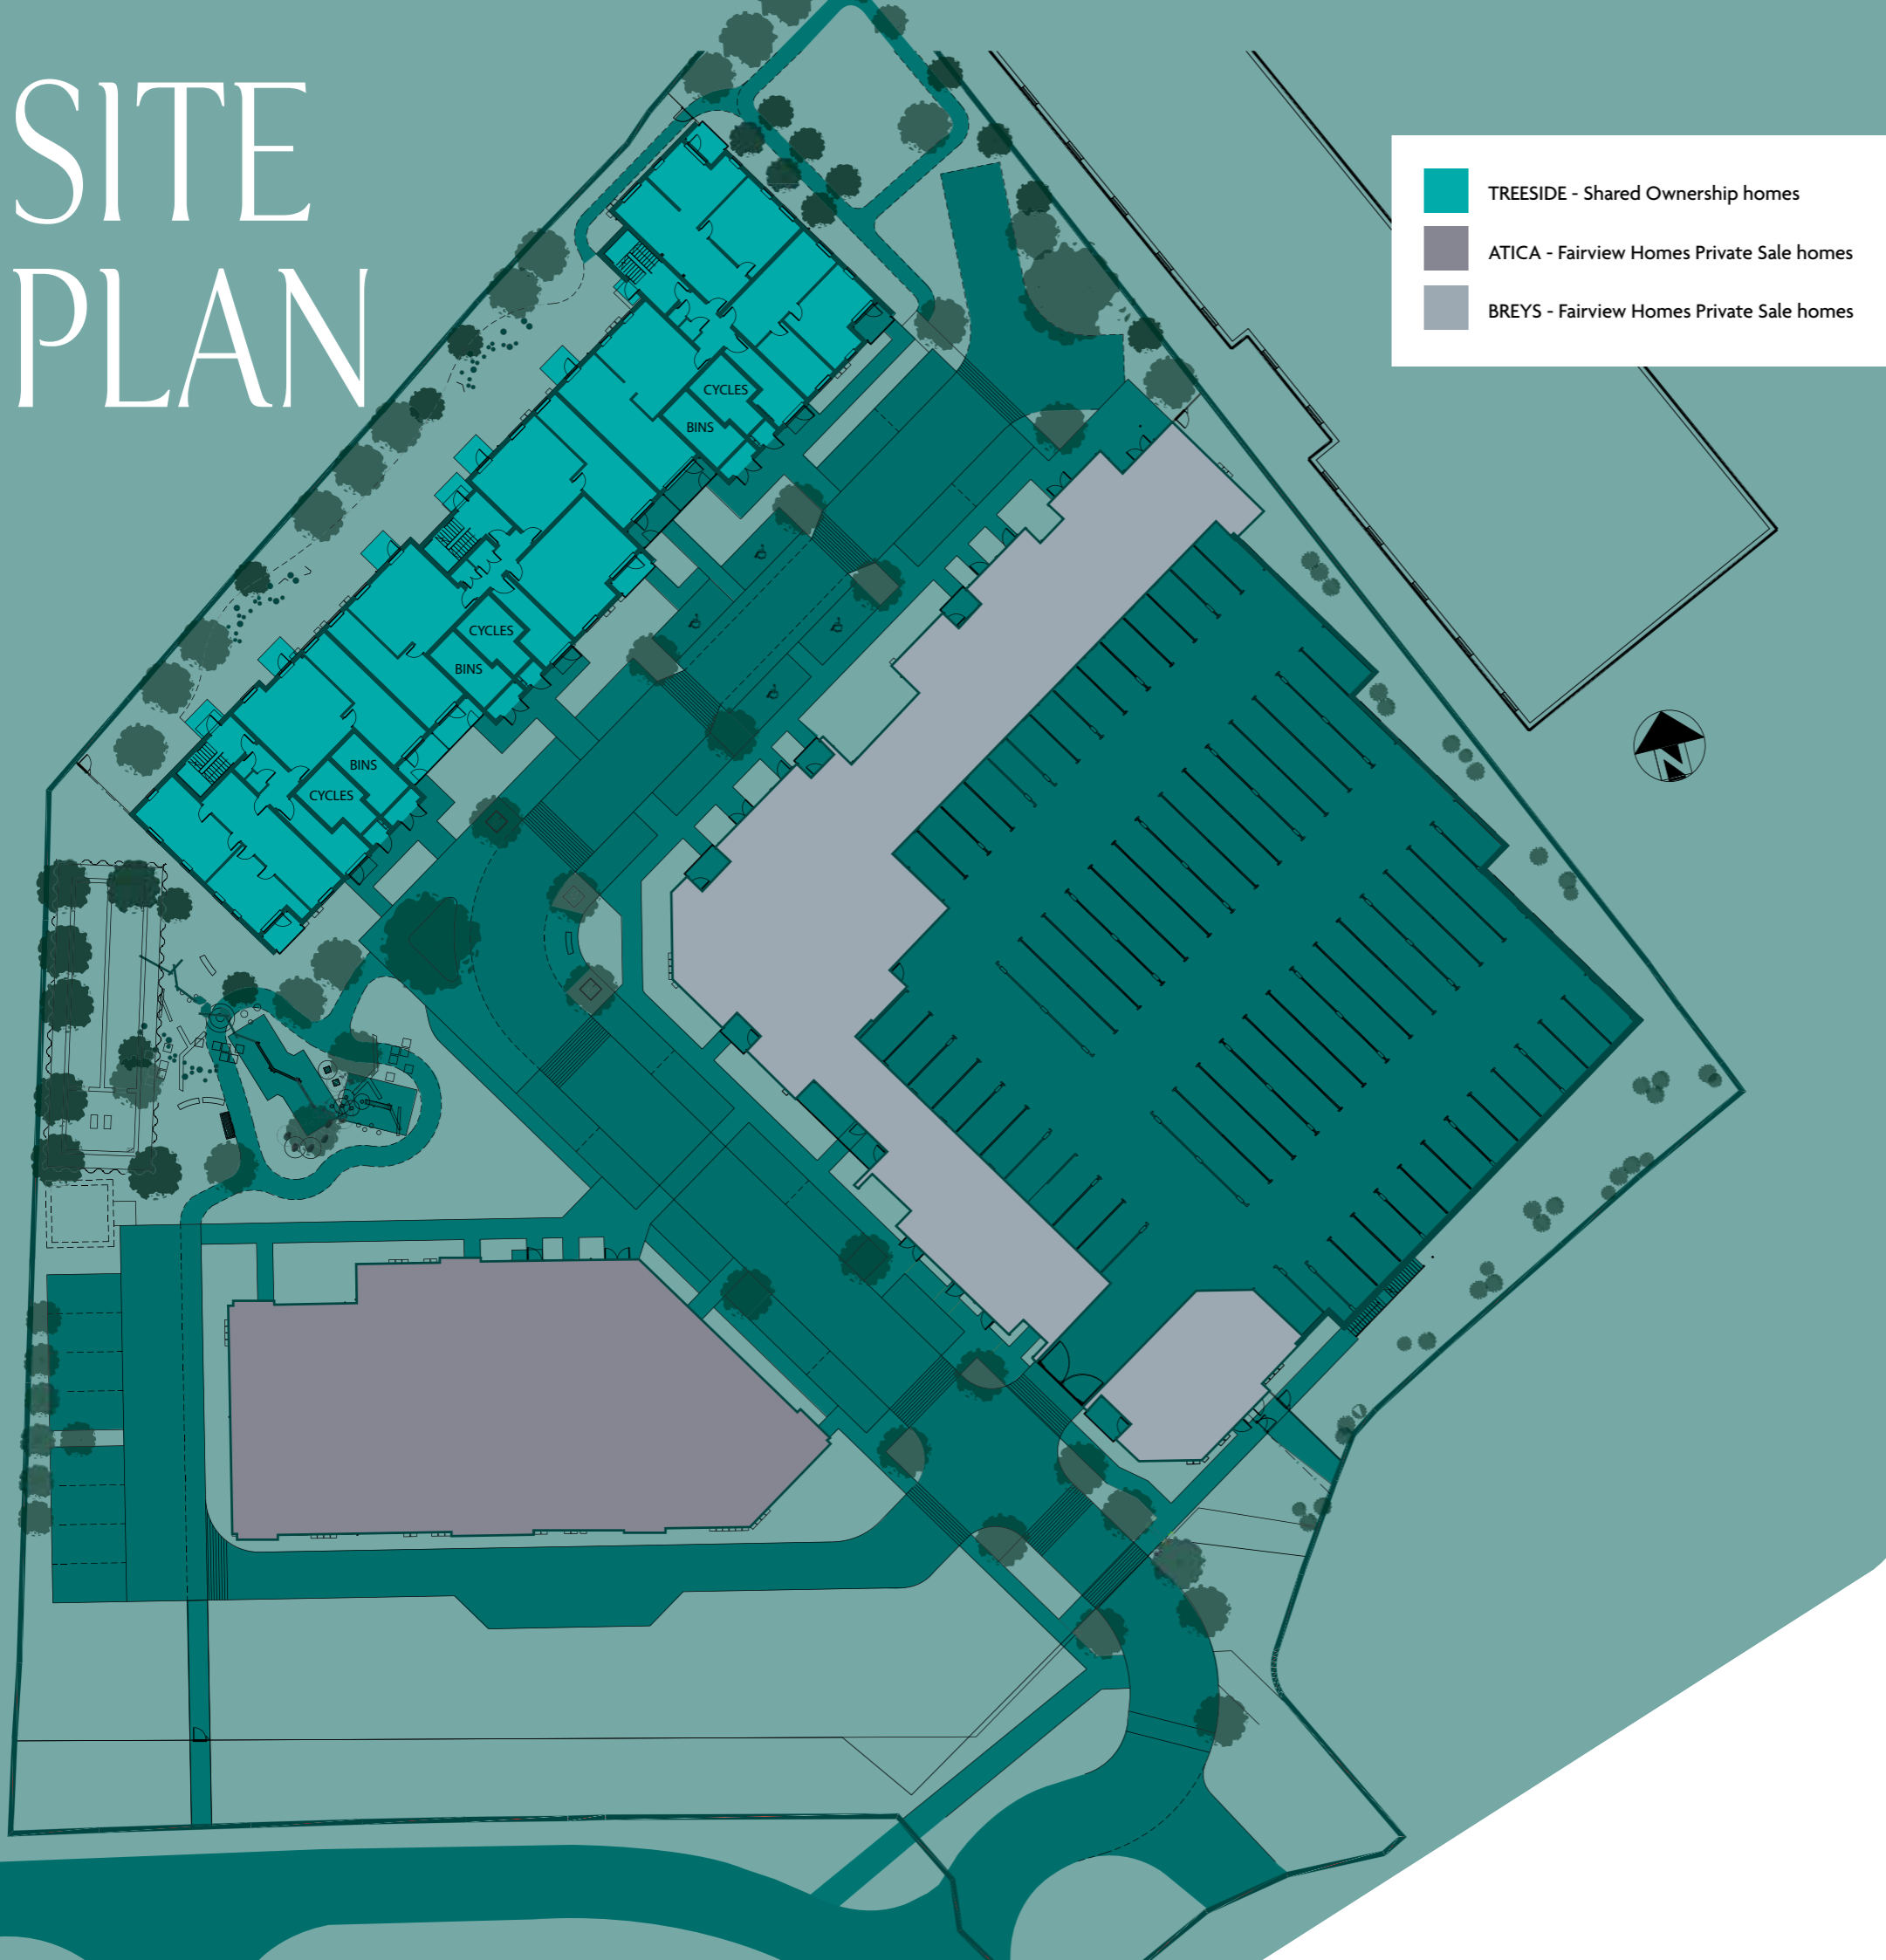 SITE
PLAN
TREESIDE - Shared Ownership homes
ATICA - Fairview Homes Private Sale homes
BREYS - Fairview Homes Private Sale homes
CYCLES
BINS
CYCLES
BINS
BINS
CYCLES
N